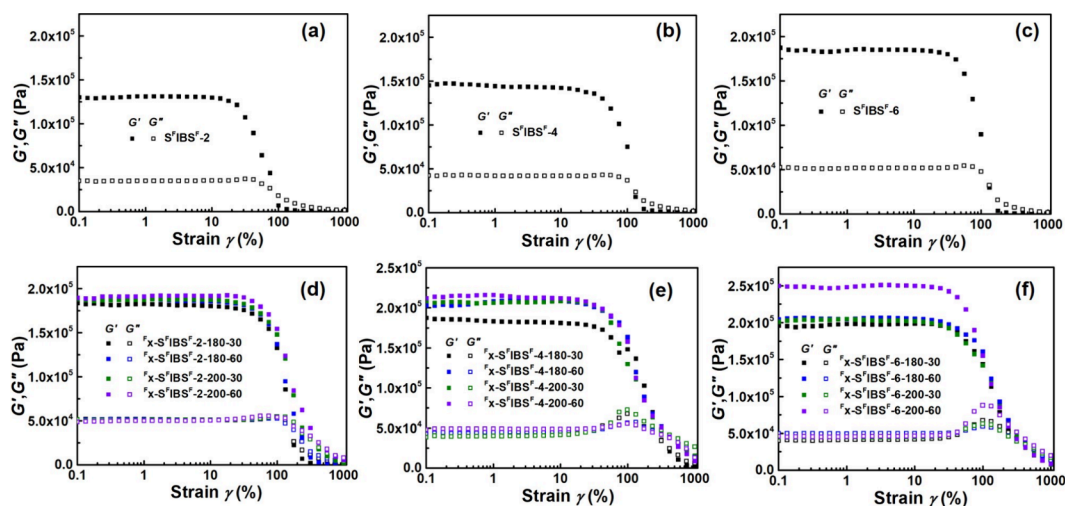 (a)
G',G" (Pa)
2.0x10⁵
1.5x10⁵
1.0x10⁵
5.0x10⁴
0.0
G' G"
SᶠIBSᶠ-2
0.1 1 10 100 1000
Strain γ (%)
(b)
G',G" (Pa)
2.0x10⁵
1.5x10⁵
1.0x10⁵
5.0x10⁴
0.0
G' G"
SᶠIBSᶠ-4
0.1 1 10 100 1000
Strain γ (%)
(c)
G',G" (Pa)
2.0x10⁵
1.5x10⁵
1.0x10⁵
5.0x10⁴
0.0
G' G"
SᶠIBSᶠ-6
0.1 1 10 100 1000
Strain γ (%)
(d)
G',G" (Pa)
2.0x10⁵
1.5x10⁵
1.0x10⁵
5.0x10⁴
0.0
G' G"
ᶠx-SᶠIBSᶠ-2-180-30
ᶠx-SᶠIBSᶠ-2-180-60
ᶠx-SᶠIBSᶠ-2-200-30
ᶠx-SᶠIBSᶠ-2-200-60
0.1 1 10 100 1000
Strain γ (%)
(e)
G',G" (Pa)
2.5x10⁵
2.0x10⁵
1.5x10⁵
1.0x10⁵
5.0x10⁴
0.0
G' G"
ᶠx-SᶠIBSᶠ-4-180-30
ᶠx-SᶠIBSᶠ-4-180-60
ᶠx-SᶠIBSᶠ-4-200-30
ᶠx-SᶠIBSᶠ-4-200-60
0.1 1 10 100 1000
Strain γ (%)
(f)
G',G" (Pa)
2.5x10⁵
2.0x10⁵
1.5x10⁵
1.0x10⁵
5.0x10⁴
0.0
G' G"
ᶠx-SᶠIBSᶠ-6-180-30
ᶠx-SᶠIBSᶠ-6-180-60
ᶠx-SᶠIBSᶠ-6-200-30
ᶠx-SᶠIBSᶠ-6-200-60
0.1 1 10 100 1000
Strain γ (%)